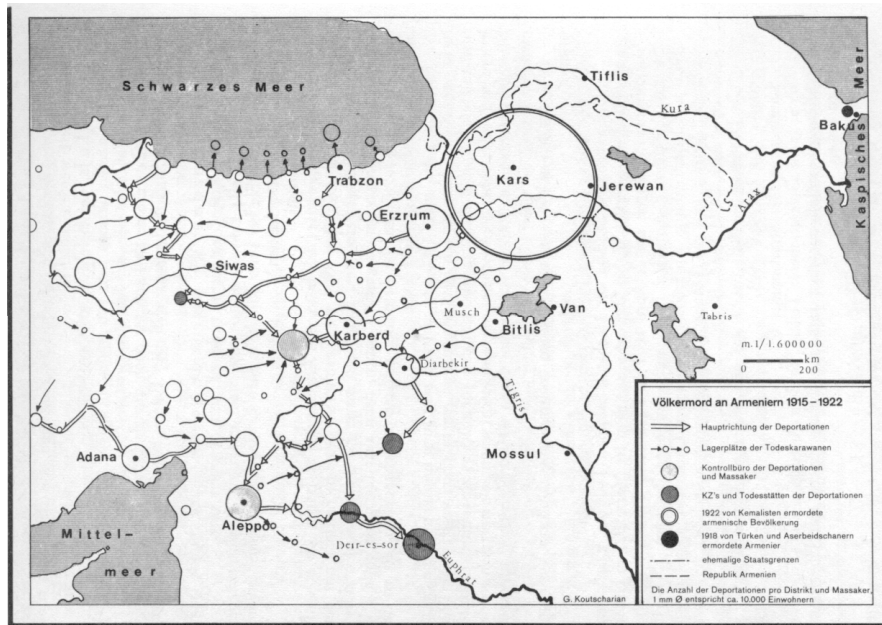 Schwarzes Meer
Tiflis
Kura
Kaspisches Meer
Baku
Trabzon
Kars
Jerewan
Arax
Erzrum
Siwas
Musch
Van
Karberd
Bitlis
Tabris
Diarbekir
m. 1/1.600000
km
0 200
Tigris
Adana
Mossul
Aleppo
Mittel-
meer
Deir-es-sor
Euphrat
G. Koutscharian
Völkermord an Armeniern 1915–1922
Hauptrichtung der Deportationen
Lagerplätze der Todeskarawanen
Kontrollbüro der Deportationen
und Massaker
KZ's und Todesstätten der Deportationen
1922 von Kemalisten ermordete
armenische Bevölkerung
1918 von Türken und Aserbeidschanern
ermordete Armenier
ehemalige Staatsgrenzen
Republik Armenien
Die Anzahl der Deportationen pro Distrikt und Massaker,
1 mm Ø entspricht ca. 10.000 Einwohnern